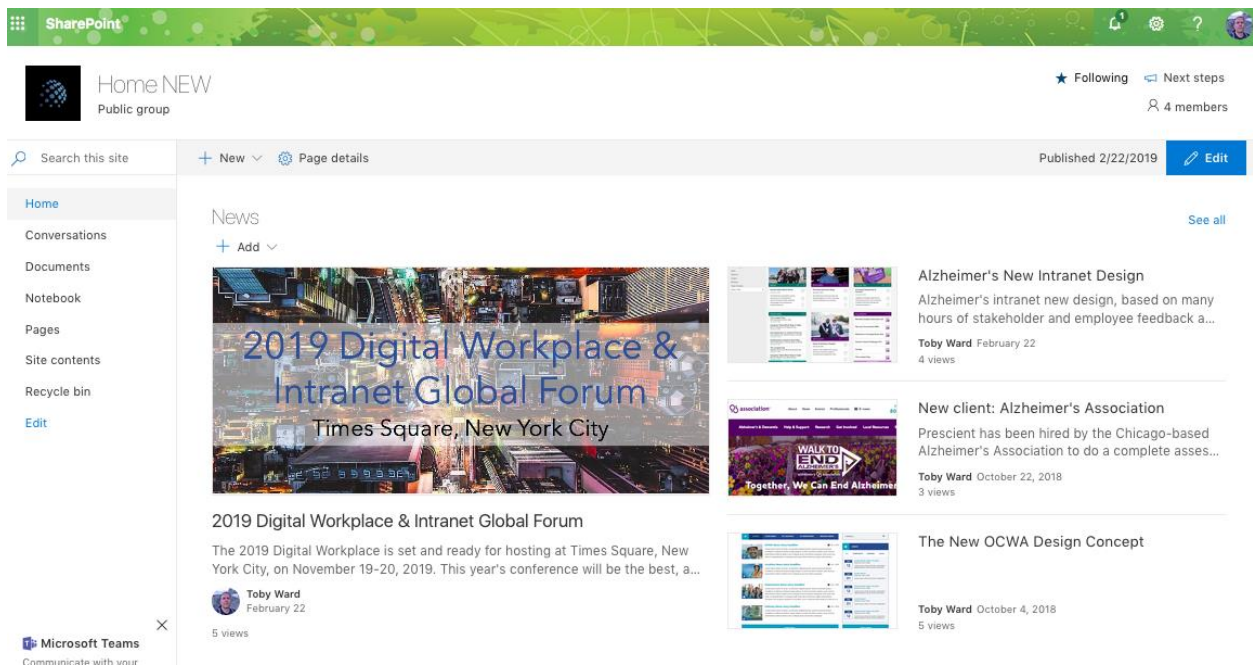 SharePoint
1
?
Home NEW
Public group
Following
Next steps
4 members
Search this site
New
Page details
Published 2/22/2019
Edit
Home
Conversations
Documents
Notebook
Pages
Site contents
Recycle bin
Edit
News
See all
Add
2019 Digital Workplace &
Intranet Global Forum
Times Square, New York City
2019 Digital Workplace & Intranet Global Forum
The 2019 Digital Workplace is set and ready for hosting at Times Square, New
York City, on November 19-20, 2019. This year's conference will be the best, a...
Toby Ward
February 22
5 views
Alzheimer's New Intranet Design
Alzheimer's intranet new design, based on many
hours of stakeholder and employee feedback a...
Toby Ward February 22
4 views
association
WALK TO
END
ALZHEIMER'S
Together, We Can End Alzheimer
New client: Alzheimer's Association
Prescient has been hired by the Chicago-based
Alzheimer's Association to do a complete asses...
Toby Ward October 22, 2018
3 views
The New OCWA Design Concept
Toby Ward October 4, 2018
5 views
Microsoft Teams
Communicate with your